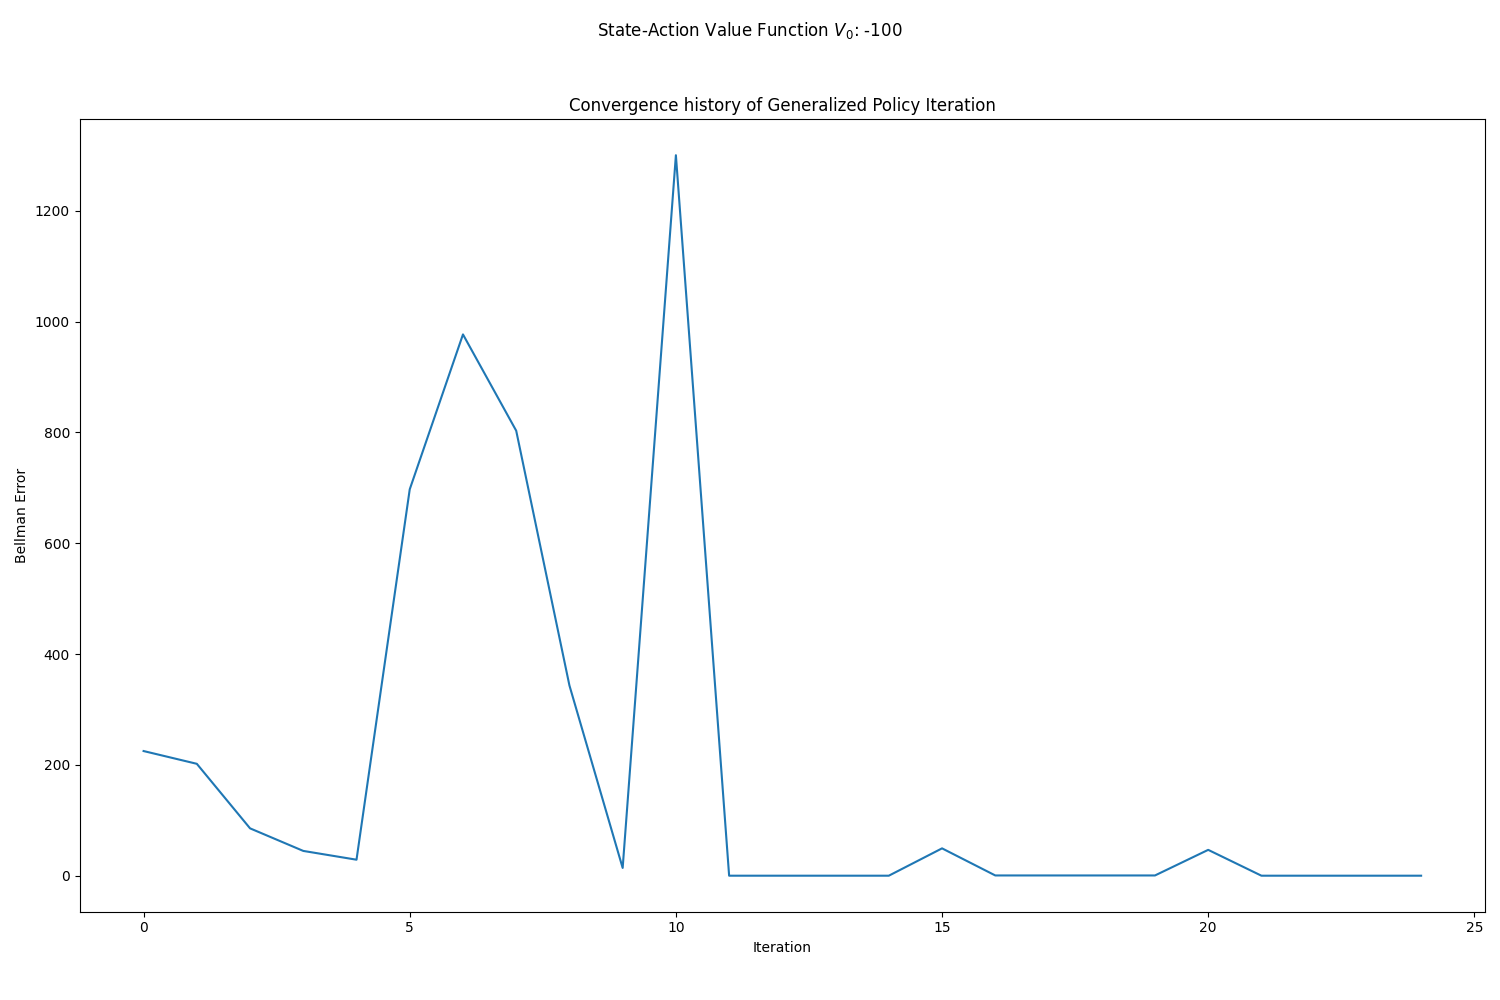 State-Action Value Function $V_0$: -100
Convergence history of Generalized Policy Iteration
1200
1000
800
600
400
200
0
Bellman Error
0 5 10 15 20 25
Iteration